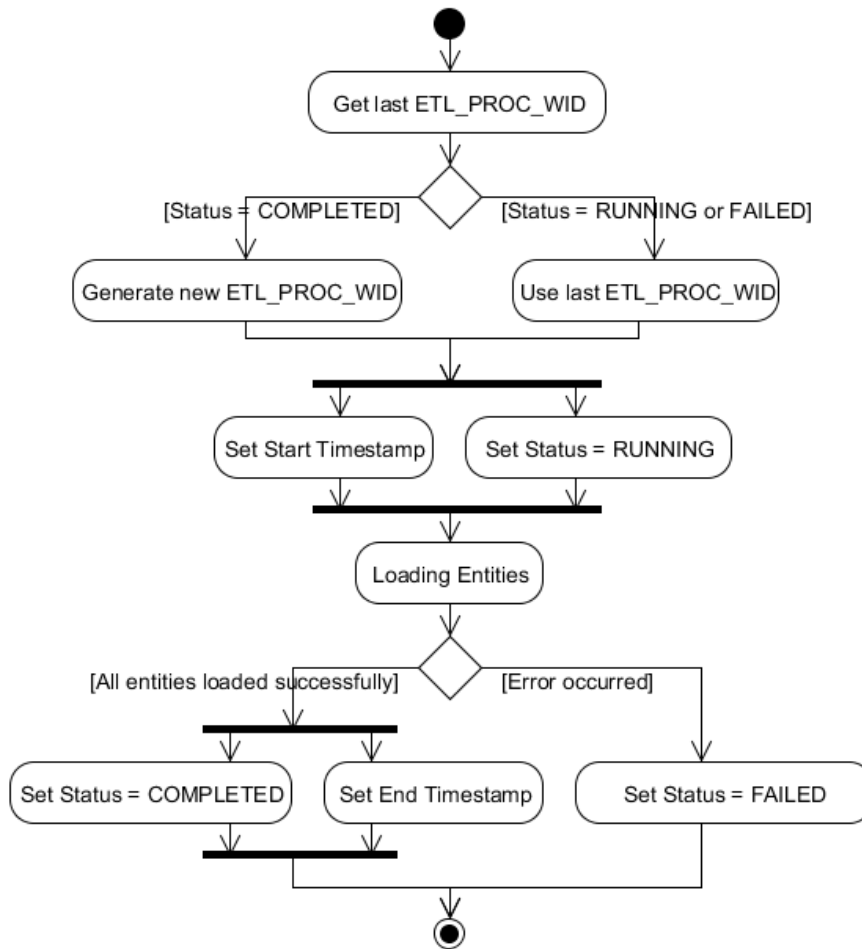 Get last ETL_PROC_WID
[Status = COMPLETED]
[Status = RUNNING or FAILED]
Generate new ETL_PROC_WID
Use last ETL_PROC_WID
Set Start Timestamp
Set Status = RUNNING
Loading Entities
[All entities loaded successfully]
[Error occurred]
Set Status = COMPLETED
Set End Timestamp
Set Status = FAILED